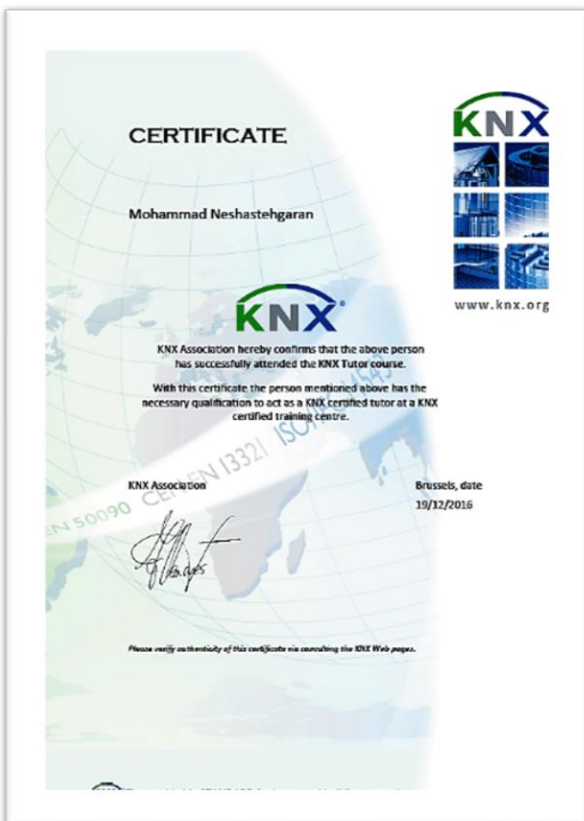 CERTIFICATE
KNX
Mohammad Neshastehgaran
www.knx.org
KNX
KNX Association hereby confirms that the above person
has successfully attended the KNX Tutor course.
With this certificate the person mentioned above has the
necessary qualification to act as a KNX certified tutor at a KNX
certified training centre.
EN 50090 CEN EN 13321 ISO/IEC
KNX Association
Brussels, date
19/12/2016
Please verify authenticity of this certificate via consulting the KNX Web pages.